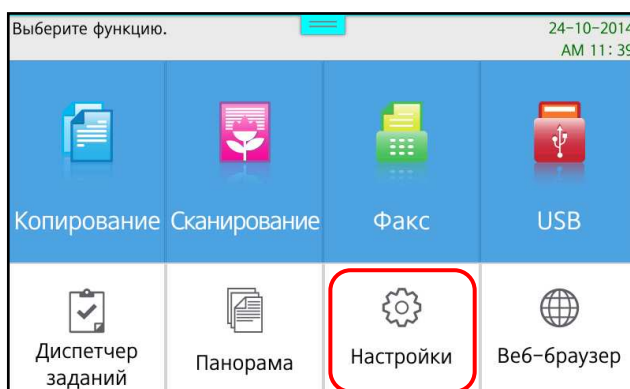 Выберите функцию.
24-10-2014
AM 11:39
Копирование Сканирование Факс USB
Диспетчер заданий
Панорама
Настройки
Веб-браузер